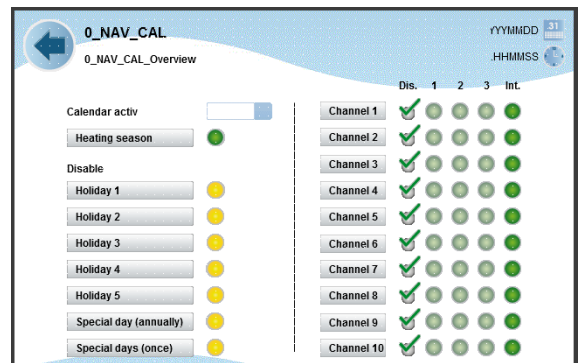 0_NAV_CAL.
YYYMMDD
31
0_NAV_CAL_Overview
.HHMMSS
Dis. 1 2 3 Int.
Calendar activ
Channel 1
Heating season
Channel 2
Disable
Channel 3
Holiday 1
Channel 4
Holiday 2
Channel 5
Holiday 3
Channel 6
Holiday 4
Channel 7
Holiday 5
Channel 8
Special day (annually)
Channel 9
Special days (once)
Channel 10